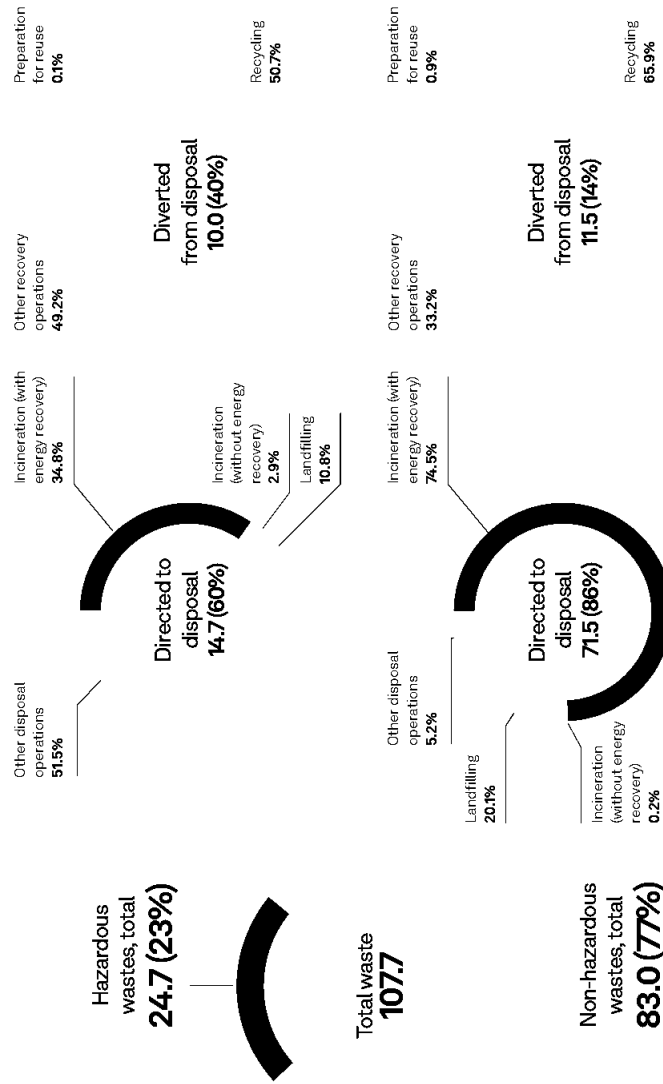 Hazardous
wastes, total
24.7 (23%)
Total waste
107.7
Non-hazardous
wastes, total
83.0 (77%)
Other disposal
operations
51.5%
Incineration (with
energy recovery)
34.8%
Directed to
disposal
14.7 (60%)
Incineration
(without energy
recovery)
2.9%
Landfilling
10.8%
Other recovery
operations
49.2%
Preparation
for reuse
0.1%
Diverted
from disposal
10.0 (40%)
Recycling
50.7%
Other disposal
operations
5.2%
Incineration (with
energy recovery)
74.5%
Landfilling
20.1%
Directed to
disposal
71.5 (86%)
Incineration
(without energy
recovery)
0.2%
Other recovery
operations
33.2%
Preparation
for reuse
0.9%
Diverted
from disposal
11.5 (14%)
Recycling
65.9%